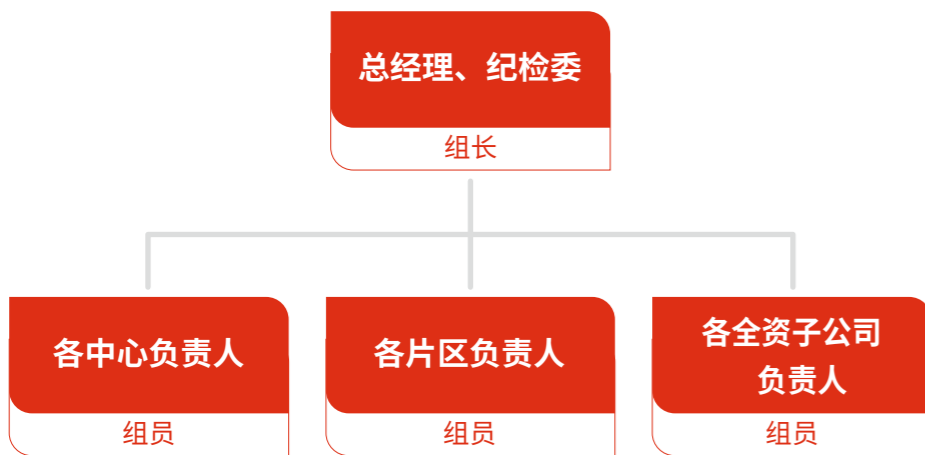 总经理、纪检委
组长
各中心负责人
组员
各片区负责人
组员
各全资子公司
负责人
组员